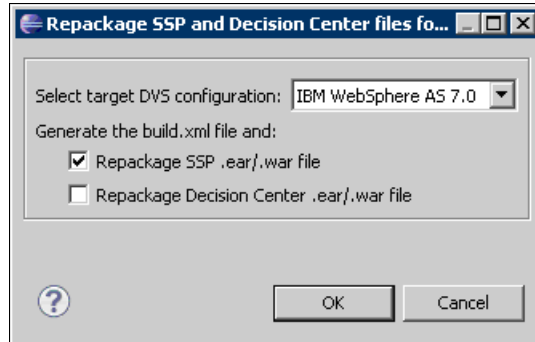 Repackage SSP and Decision Center files fo...
Select target DVS configuration: IBM WebSphere AS 7.0
Generate the build.xml file and:
Repackage SSP .ear/.war file
Repackage Decision Center .ear/.war file
?
OK Cancel